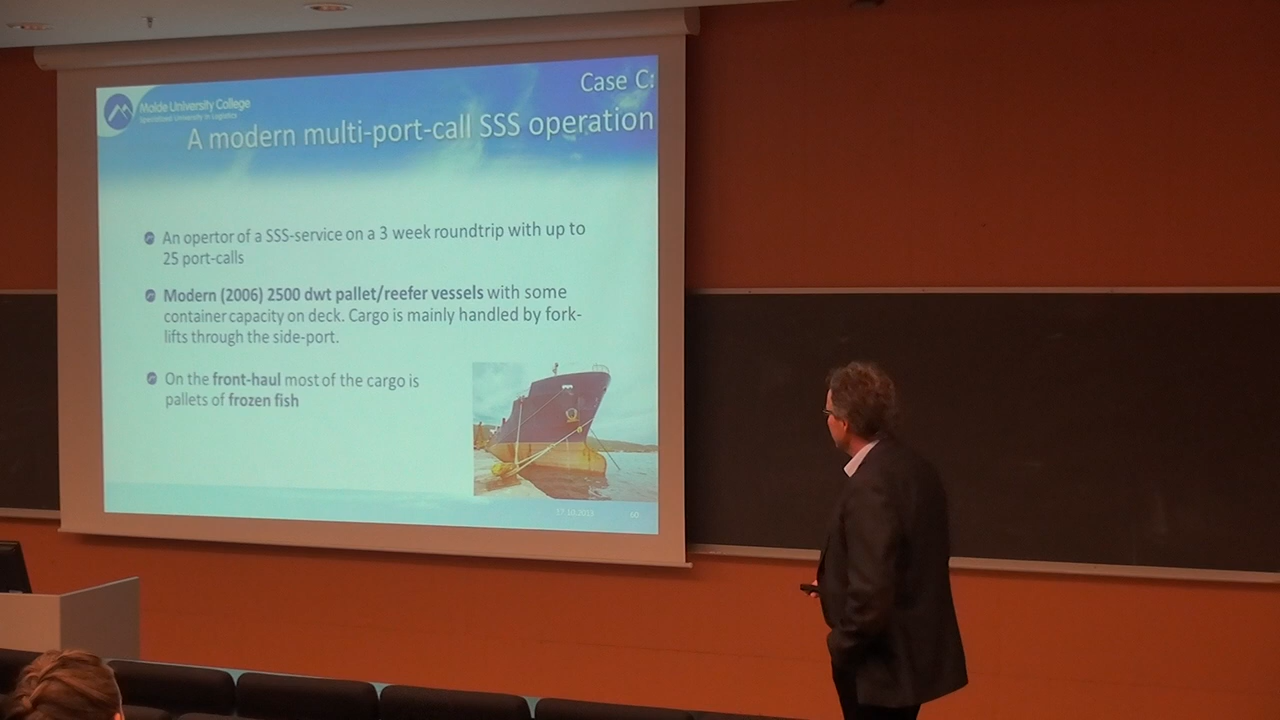 Case C:
Molde University College
Specialized University in Logistics
A modern multi-port-call SSS operation
An opertor of a SSS-service on a 3 week roundtrip with up to
25 port-calls
Modern (2006) 2500 dwt pallet/reefer vessels with some
container capacity on deck. Cargo is mainly handled by fork-
lifts through the side-port.
On the front-haul most of the cargo is
pallets of frozen fish
17.10.2013 60